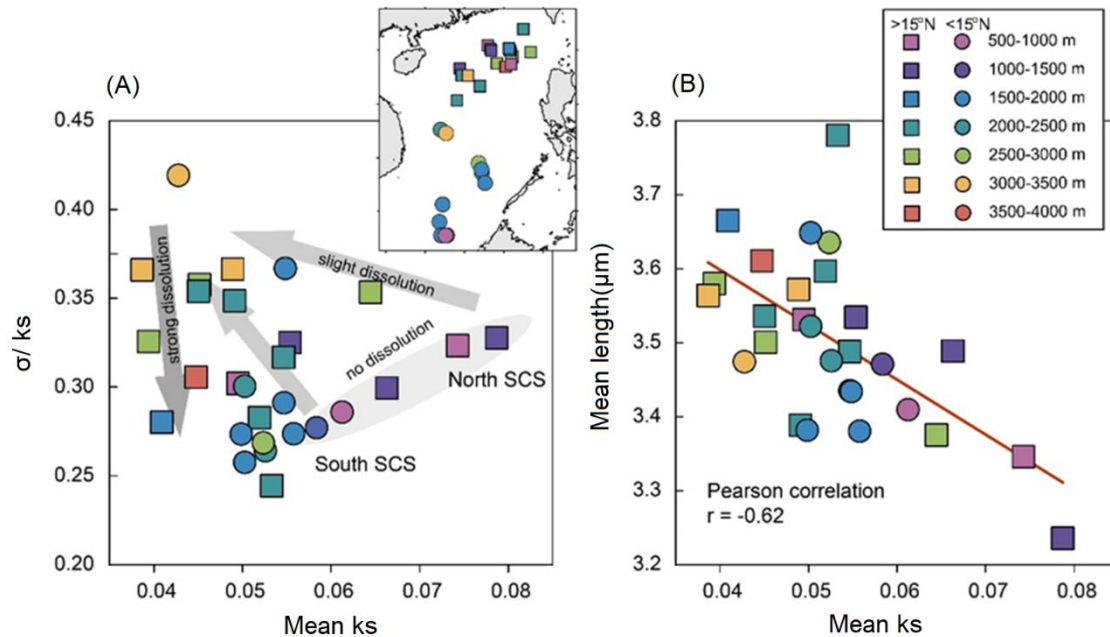 (A)
0.45
0.40
0.35
0.30
0.25
0.20
σ/ ks
0.04
0.05
0.06
0.07
0.08
Mean ks
strong dissolution
slight dissolution
no dissolution
North SCS
South SCS
(B)
3.8
3.7
3.6
3.5
3.4
3.3
3.2
Mean length(μm)
0.04
0.05
0.06
0.07
0.08
Mean ks
Pearson correlation
r = -0.62
>15°N <15°N
500-1000 m
1000-1500 m
1500-2000 m
2000-2500 m
2500-3000 m
3000-3500 m
3500-4000 m